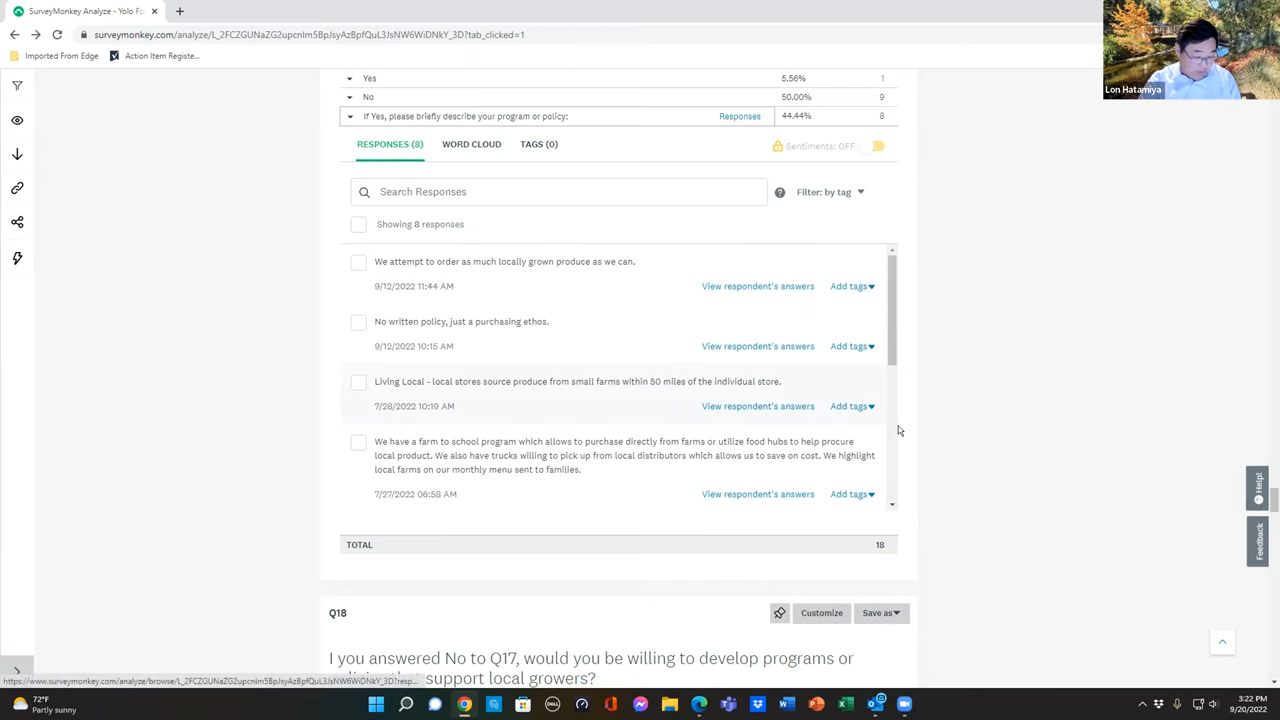 SurveyMonkey Analyze - Yolo Fo
surveymonkey.com/analyze/L_2FCZGUNaZG2upcnIm5BpJsyAzBpfQuL3JsNW6WiDNkY_3D?tab_clicked=1
Imported From Edge
Action Item Registe...
Lon Hatamiya
Yes 5.56% 1
No 50.00% 9
If Yes, please briefly describe your program or policy: Responses 44.44% 8
RESPONSES (8) WORD CLOUD TAGS (0) Sentiments: OFF
Search Responses Filter: by tag
Showing 8 responses
We attempt to order as much locally grown produce as we can.
9/12/2022 11:44 AM View respondent's answers Add tags
No written policy, just a purchasing ethos.
9/12/2022 10:15 AM View respondent's answers Add tags
Living Local - local stores source produce from small farms within 50 miles of the individual store.
7/28/2022 10:19 AM View respondent's answers Add tags
We have a farm to school program which allows to purchase directly from farms or utilize food hubs to help procure
local product. We also have trucks willing to pick up from local distributors which allows us to save on cost. We highlight
local farms on our monthly menu sent to families.
7/27/2022 06:58 AM View respondent's answers Add tags
Help!
Feedback
TOTAL 18
Q18 Customize Save as
I you answered No to Q17, would you be willing to develop programs or
support local growers?
https://www.surveymonkey.com/analyze/browse/L_2FCZGUNaZG2upcnIm5BpJsyAzBpfQuL3JsNW6WiDNkY_3D?resp...
72°F
Partly sunny
3:22 PM
9/20/2022